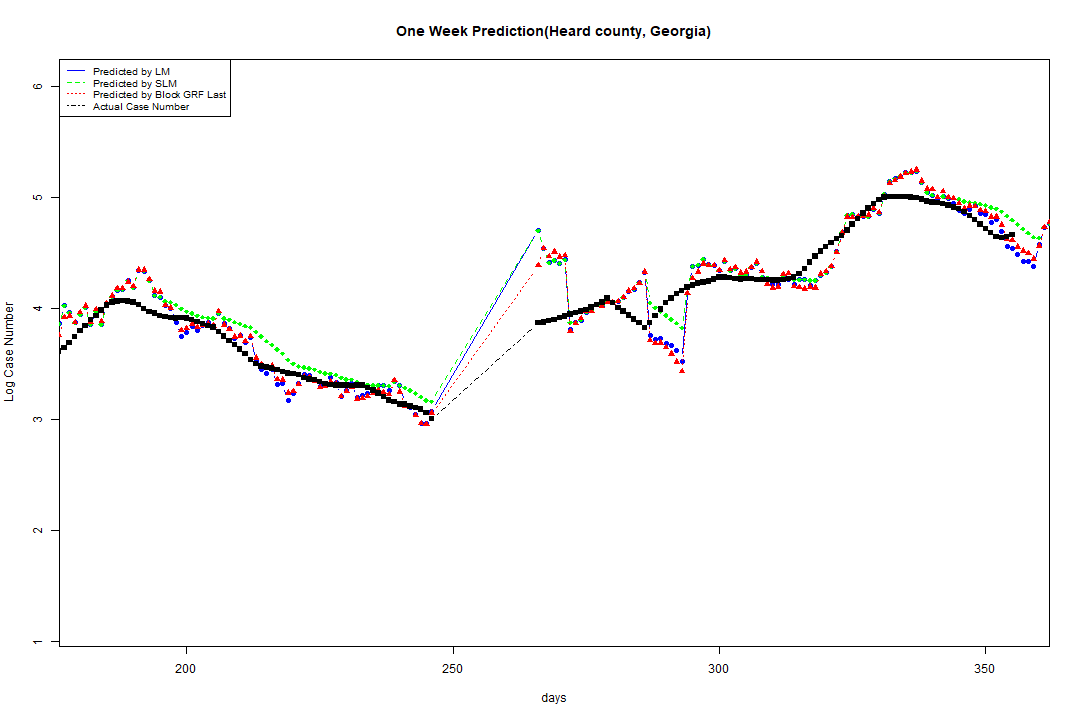 One Week Prediction(Heard county, Georgia)
Predicted by LM
Predicted by SLM
Predicted by Block GRF Last
Actual Case Number
6
5
4
3
2
1
Log Case Number
200 250 300 350
days